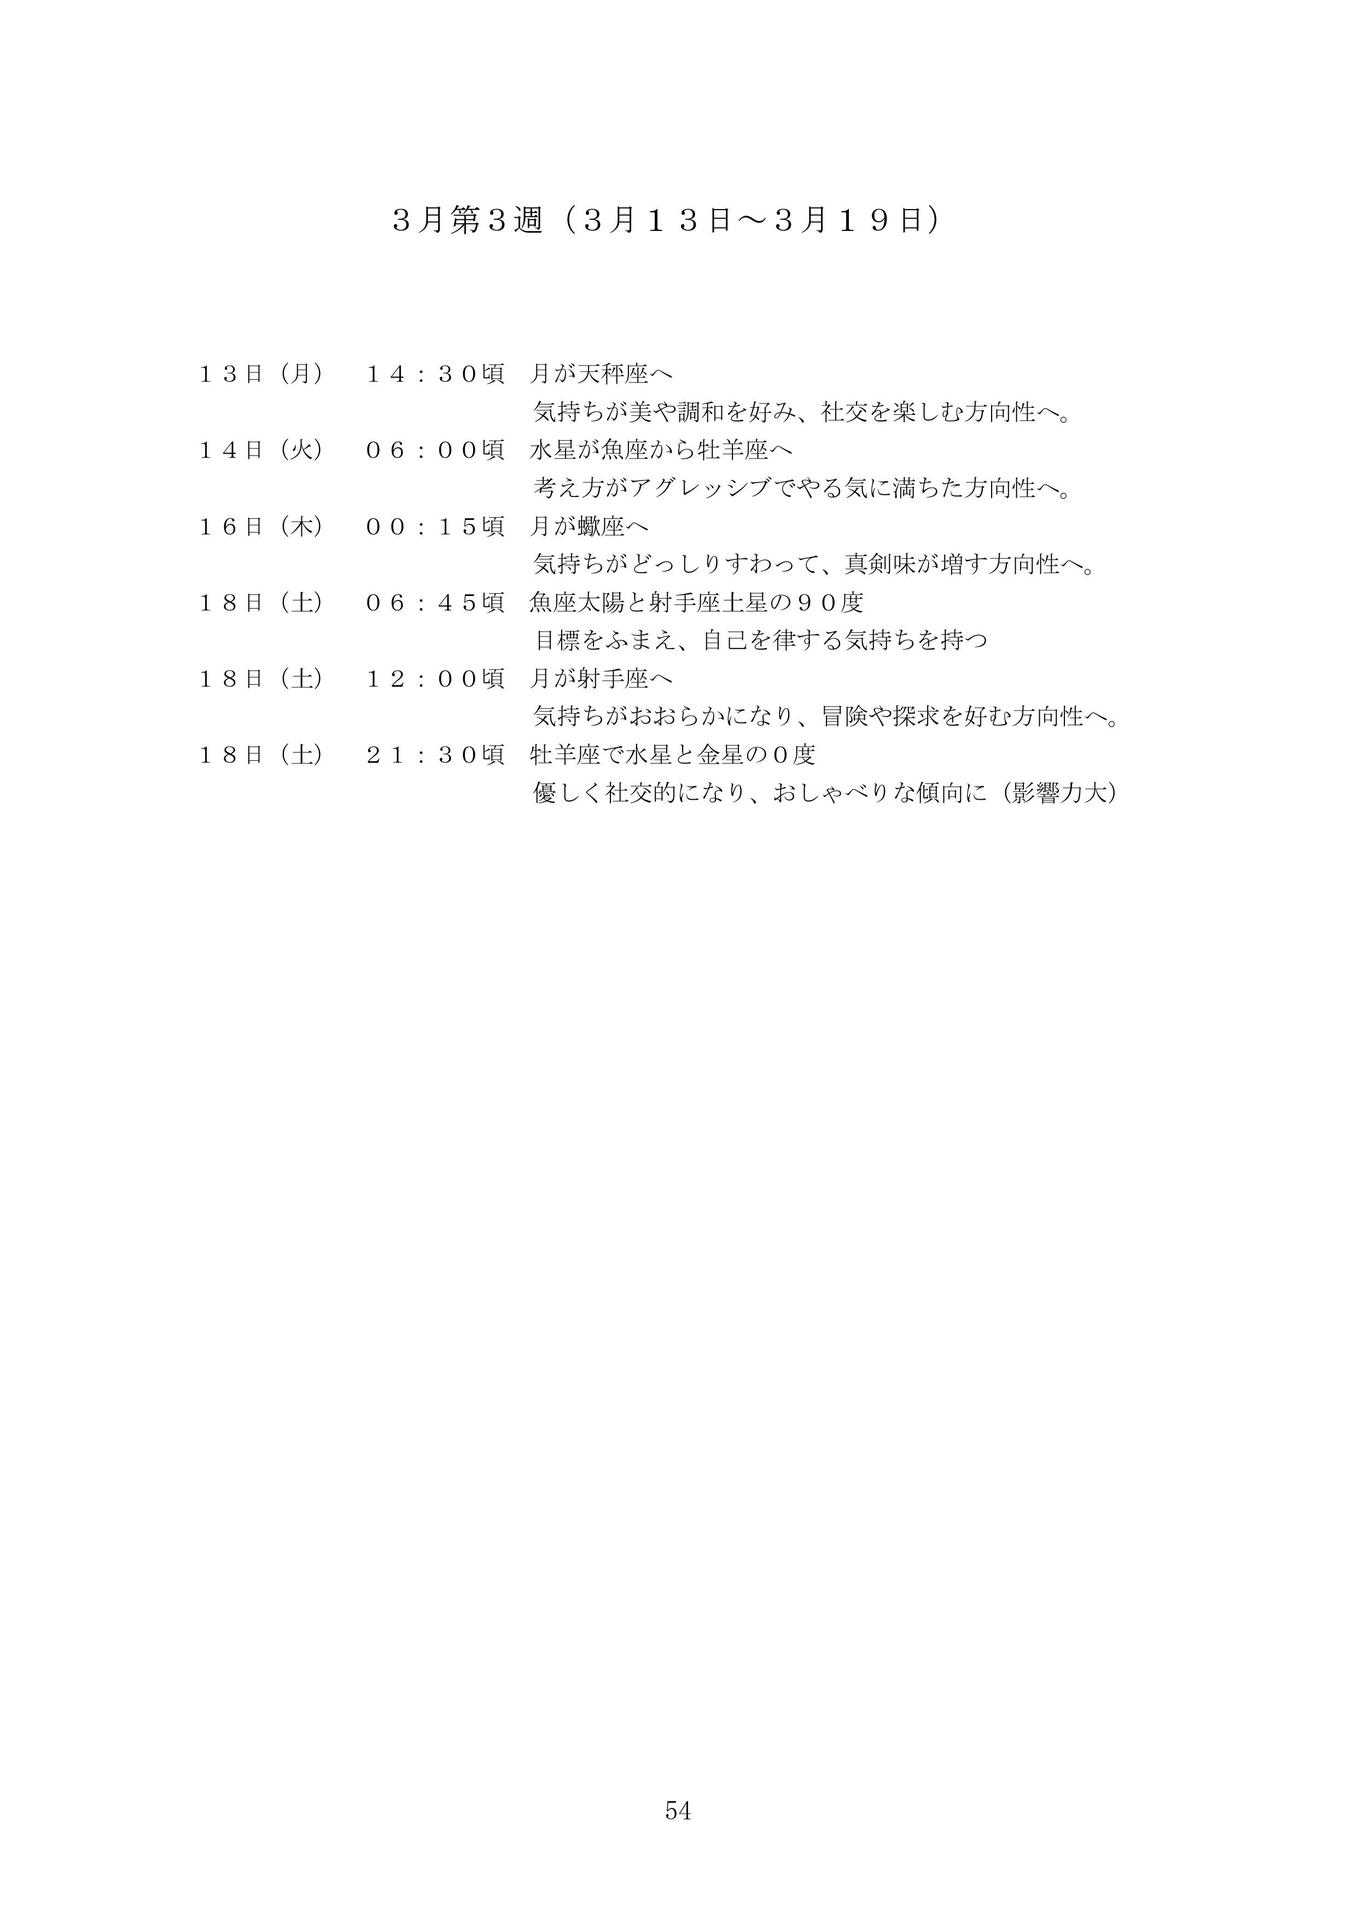 ３月第３週（３月１３日～３月１９日）
１３日（月）　１４：３０頃　月が天秤座へ
気持ちが美や調和を好み、社交を楽しむ方向性へ。
１４日（火）　０６：００頃　水星が魚座から牡羊座へ
考え方がアグレッシブでやる気に満ちた方向性へ。
１６日（木）　００：１５頃　月が蠍座へ
気持ちがどっしりすわって、真剣味が増す方向性へ。
１８日（土）　０６：４５頃　魚座太陽と射手座土星の９０度
目標をふまえ、自己を律する気持ちを持つ
１８日（土）　１２：００頃　月が射手座へ
気持ちがおおらかになり、冒険や探求を好む方向性へ。
１８日（土）　２１：３０頃　牡羊座で水星と金星の０度
優しく社交的になり、おしゃべりな傾向に（影響力大）
54